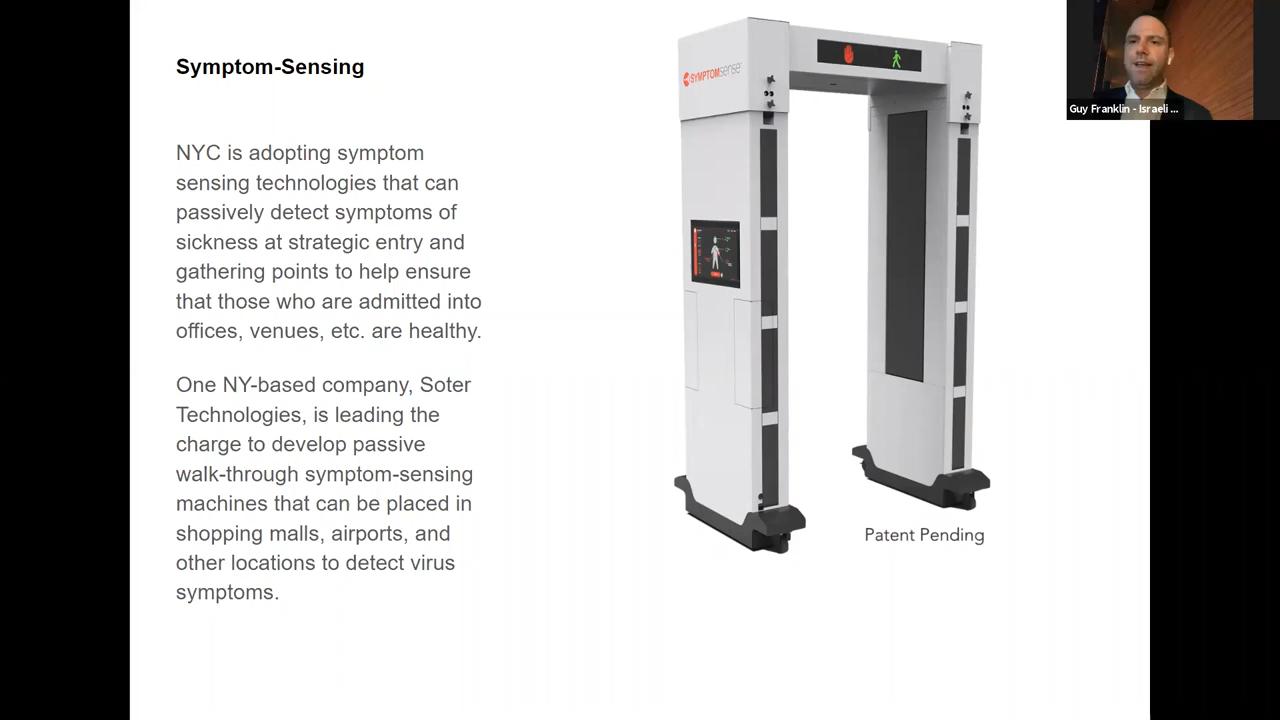 Symptom-Sensing
NYC is adopting symptom
sensing technologies that can
passively detect symptoms of
sickness at strategic entry and
gathering points to help ensure
that those who are admitted into
offices, venues, etc. are healthy.
One NY-based company, Soter
Technologies, is leading the
charge to develop passive
walk-through symptom-sensing
machines that can be placed in
shopping malls, airports, and
other locations to detect virus
symptoms.
SYMPTOMsense
Patent Pending
Guy Franklin - Israeli ...